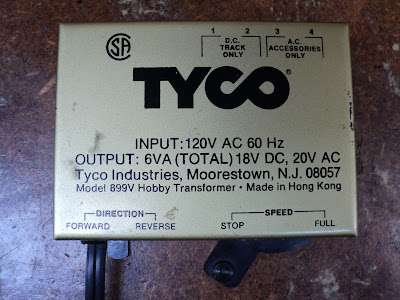 1 2 3 4
D.C. TRACK ONLY
A.C. ACCESSORIES ONLY
SA
TYCO®
INPUT: 120V AC 60 Hz
OUTPUT: 6VA (TOTAL) 18V DC, 20V AC
Tyco Industries, Moorestown, N.J. 08057
Model 899V Hobby Transformer • Made in Hong Kong
DIRECTION
FORWARD REVERSE
SPEED
STOP FULL